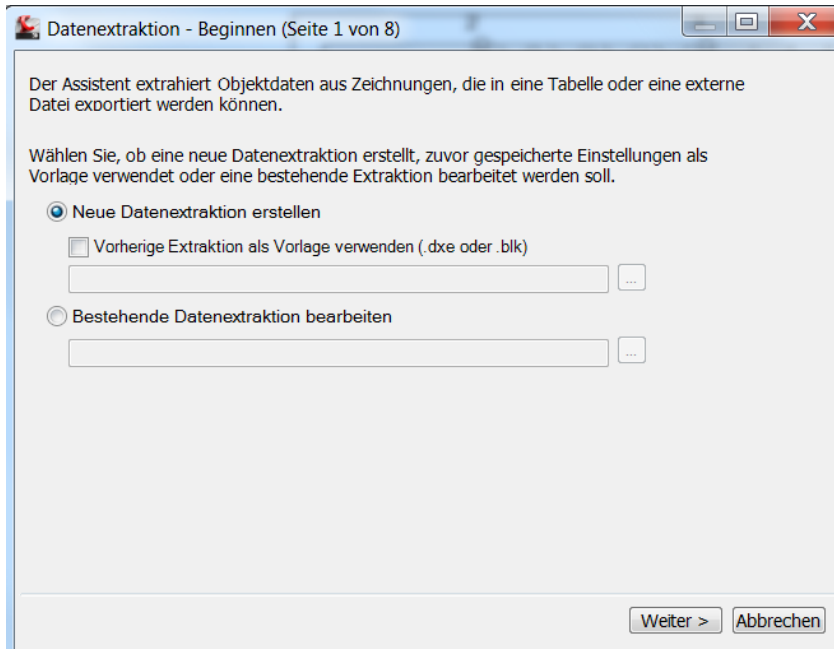 Datenextraktion - Beginnen (Seite 1 von 8)
Der Assistent extrahiert Objektdaten aus Zeichnungen, die in eine Tabelle oder eine externe
Datei exportiert werden können.
Wählen Sie, ob eine neue Datenextraktion erstellt, zuvor gespeicherte Einstellungen als
Vorlage verwendet oder eine bestehende Extraktion bearbeitet werden soll.
Neue Datenextraktion erstellen
Vorherige Extraktion als Vorlage verwenden (.dxe oder .blk)
...
Bestehende Datenextraktion bearbeiten
...
Weiter > Abbrechen